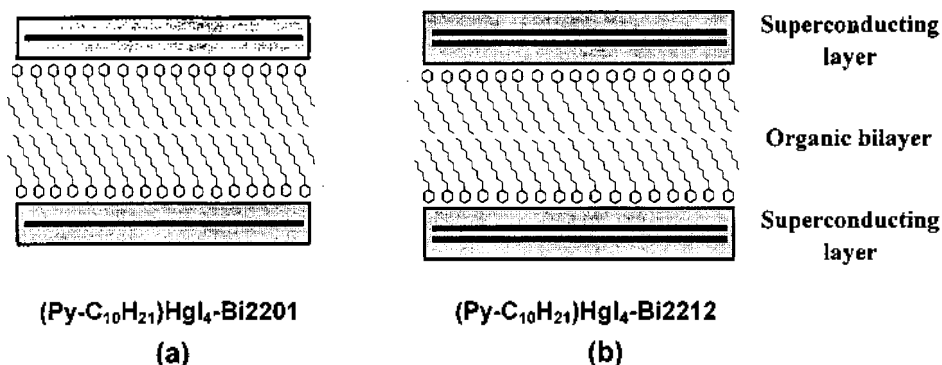 Superconducting
layer
Organic bilayer
Superconducting
layer
(Py-C₁₀H₂₁)HgI₄-Bi2201
(Py-C₁₀H₂₁)HgI₄-Bi2212
(a)
(b)